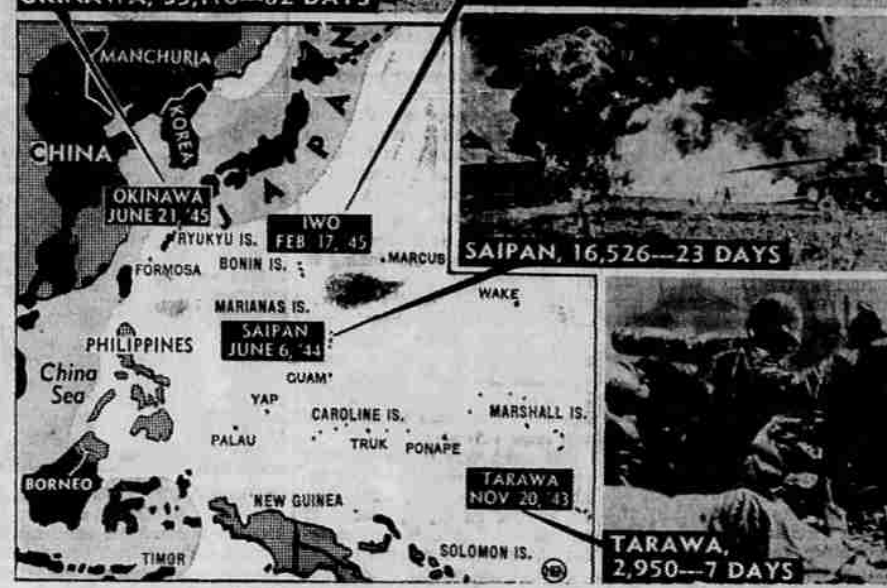 MANCHURIA
KOREA
CHINA
JAPAN
OKINAWA
JUNE 21, '45
IWO
FEB 17, '45
RYUKYU IS.
FORMOSA
BONIN IS.
MARCUS
SAIPAN, 16,526—23 DAYS
WAKE
MARIANAS IS.
SAIPAN
JUNE 6, '44
PHILIPPINES
China
Sea
GUAM
YAP
CAROLINE IS.
MARSHALL IS.
PALAU
TRUK
PONAPE
BORNEO
TARAWA
NOV 20, '43
NEW GUINEA
TIMOR
SOLOMON IS.
TARAWA,
2,950—7 DAYS